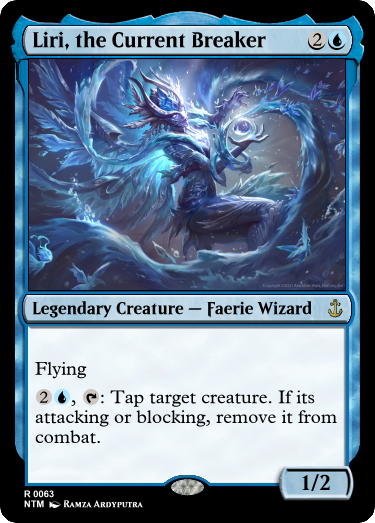 Liri, the Current Breaker 2
Legendary Creature — Faerie Wizard
Flying
2 , : Tap target creature. If its
attacking or blocking, remove it from
combat.
1/2
R 0063
NTM Ramza Ardyputra